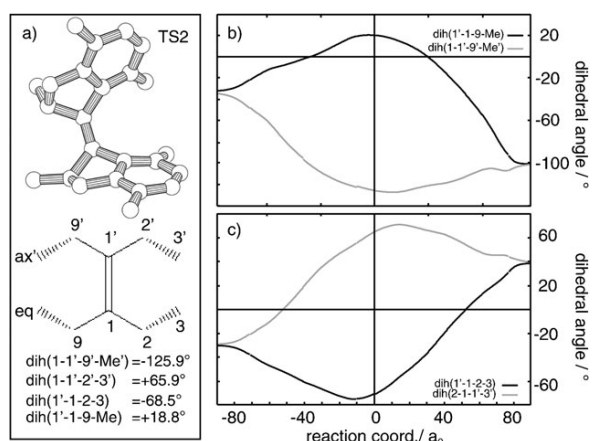 a)
TS2
9' 1' 2' 3'
ax'
eq
9 1 2 3
dih(1-1'-9'-Me') =-125.9°
dih(1-1'-2'-3') =+65.9°
dih(1'-1-2-3) =-68.5°
dih(1'-1-9-Me) =+18.8°
b)
dih(1'-1-9-Me)
dih(1-1'-9'-Me')
20
-20
-60
-100
dihedral angle / °
c)
60
20
-20
-60
dihedral angle / °
dih(1'-1-2-3)
dih(2-1-1'-3')
-80 -40 0 40 80
reaction coord./ a₀